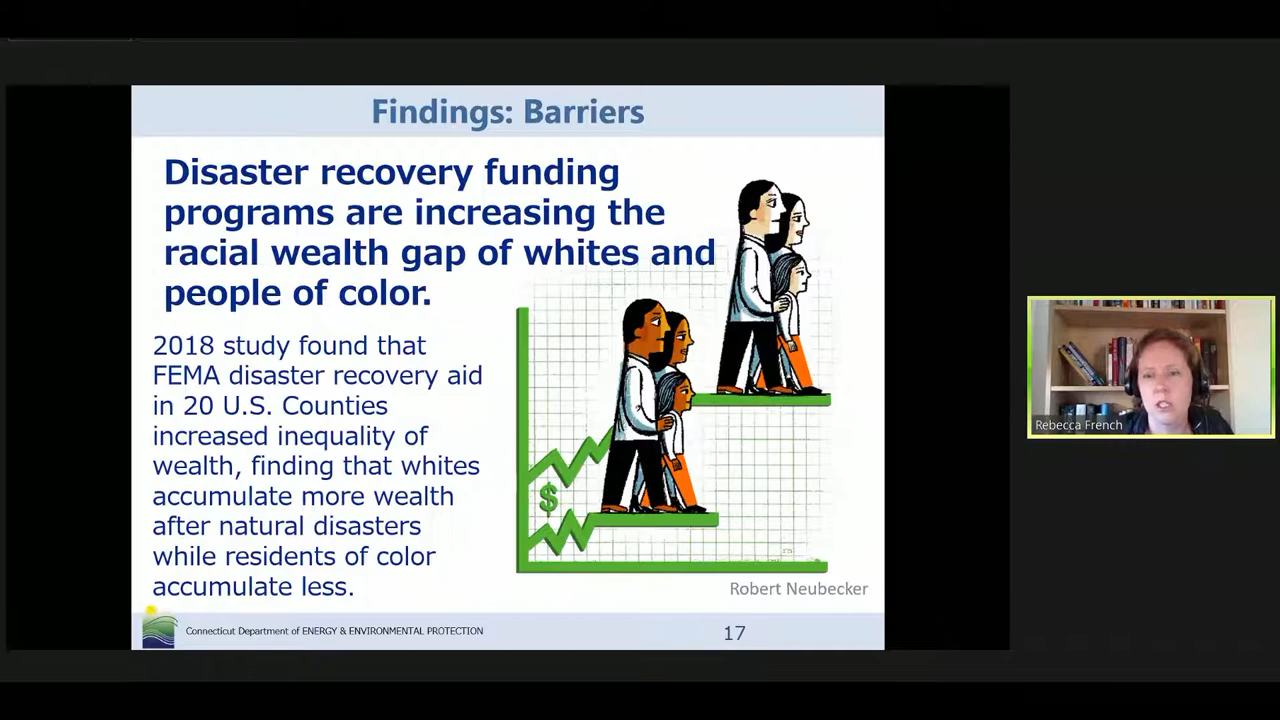 Findings: Barriers
Disaster recovery funding
programs are increasing the
racial wealth gap of whites and
people of color.
2018 study found that
FEMA disaster recovery aid
in 20 U.S. Counties
increased inequality of
wealth, finding that whites
accumulate more wealth
after natural disasters
while residents of color
accumulate less.
$
Robert Neubecker
Connecticut Department of ENERGY & ENVIRONMENTAL PROTECTION
17
Rebecca French